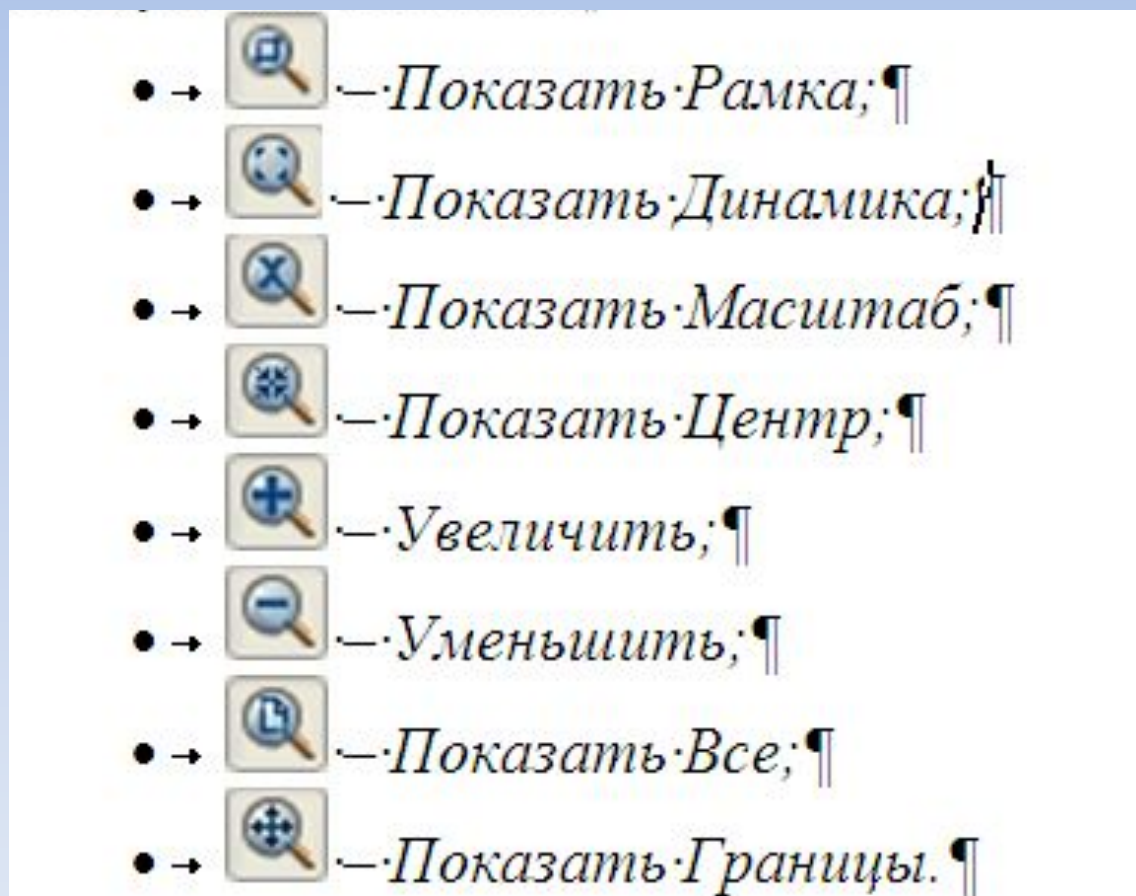 – Показать Рамка;
– Показать Динамика;
– Показать Масштаб;
– Показать Центр;
– Увеличить;
– Уменьшить;
– Показать Все;
– Показать Границы.